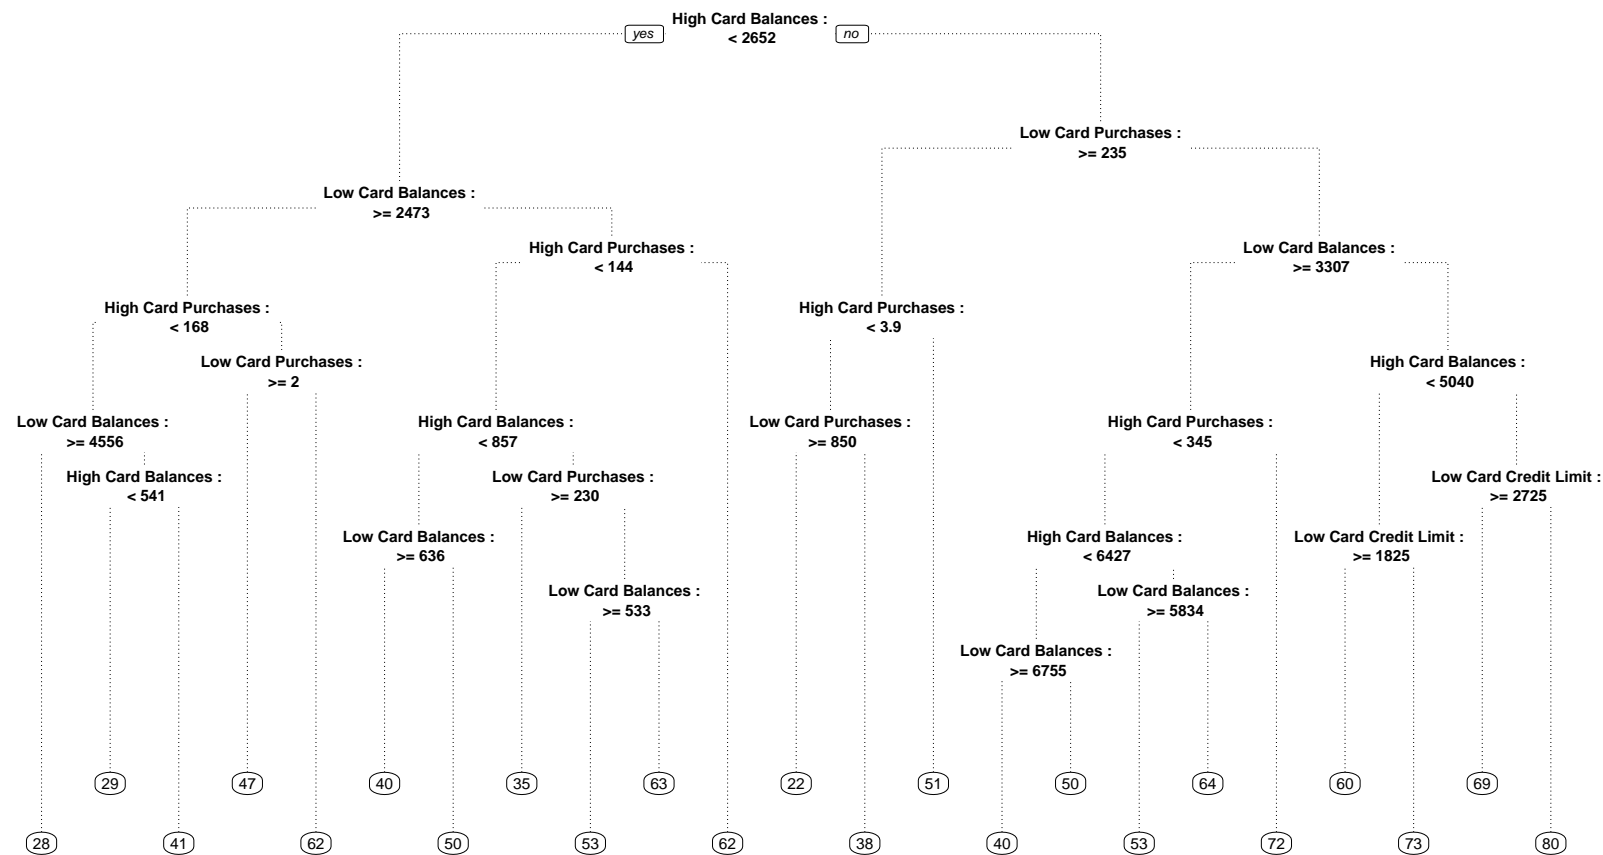 High Card Balances :
< 2652
yes
no
Low Card Purchases :
>= 235
Low Card Balances :
>= 2473
High Card Purchases :
< 144
Low Card Balances :
>= 3307
High Card Purchases :
< 168
High Card Purchases :
< 3.9
Low Card Purchases :
>= 2
High Card Balances :
< 5040
Low Card Balances :
>= 4556
High Card Balances :
< 857
Low Card Purchases :
>= 850
High Card Purchases :
< 345
High Card Balances :
< 541
Low Card Purchases :
>= 230
Low Card Credit Limit :
>= 2725
Low Card Balances :
>= 636
High Card Balances :
< 6427
Low Card Credit Limit :
>= 1825
Low Card Balances :
>= 533
Low Card Balances :
>= 5834
Low Card Balances :
>= 6755
29
47
40
35
63
22
51
50
64
60
69
28
41
62
50
53
62
38
40
53
72
73
80